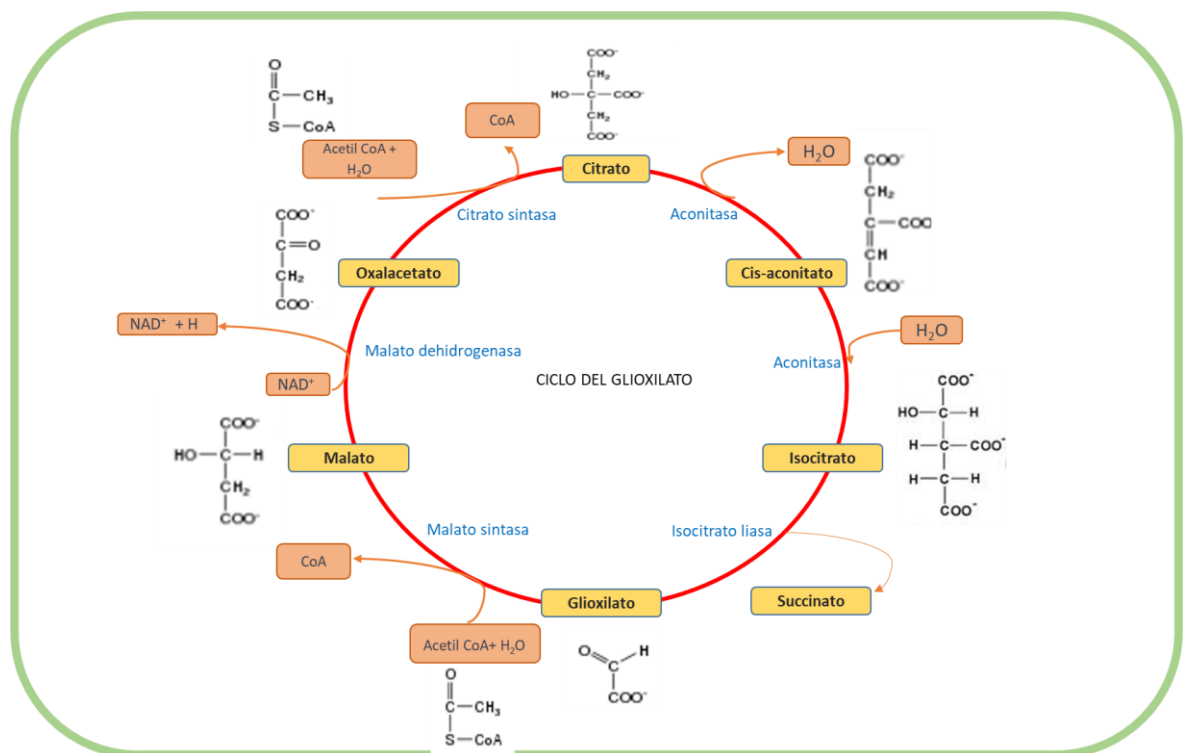 O
C—CH₃
S—CoA
Acetil CoA +
H₂O
CoA
COO⁻
CH₂
HO—C—COO⁻
CH₂
COO⁻
Citrato
H₂O
COO⁻
CH₂
C—COO
CH
COO⁻
Citrato sintasa
Aconitasa
COO⁻
C=O
CH₂
COO⁻
Oxalacetato
Cis-aconitato
NAD⁺ + H
Malato dehidrogenasa
NAD⁺
CICLO DEL GLIOXILATO
Aconitasa
H₂O
COO⁻
HO—C—H
CH₂
COO⁻
Malato
Isocitrato
COO⁻
HO—C—H
H—C—COO⁻
H—C—H
COO⁻
Malato sintasa
Isocitrato liasa
CoA
Glioxilato
Succinato
Acetil CoA+ H₂O
O H
C
COO⁻
O
C—CH₃
S—CoA